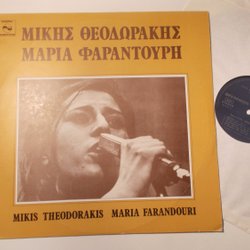 ΜΙΚΗΣ ΘΕΟΔΩΡΑΚΗΣ
ΜΑΡΙΑ ΦΑΡΑΝΤΟΥΡΗ
MIKIS THEODORAKIS MARIA FARANDOURI